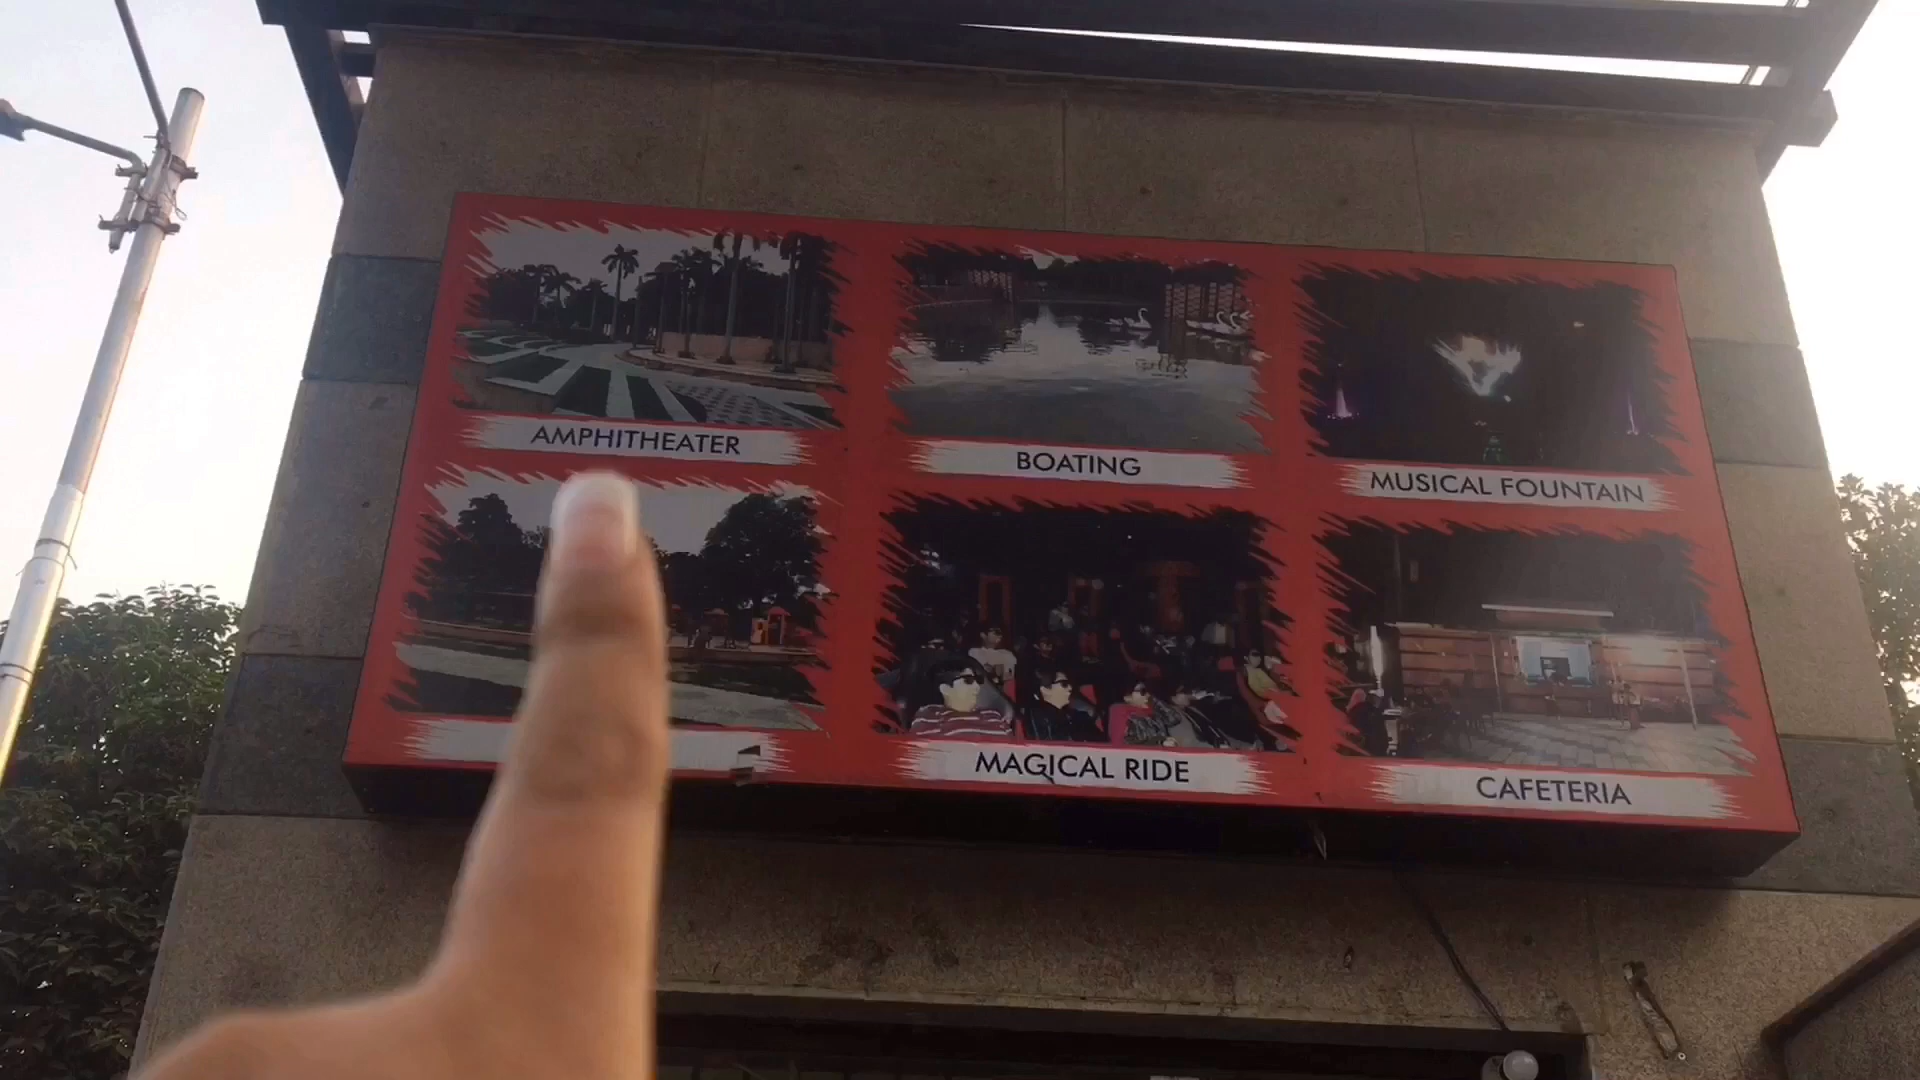 AMPHITHEATER
BOATING
MUSICAL FOUNTAIN
MAGICAL RIDE
CAFETERIA